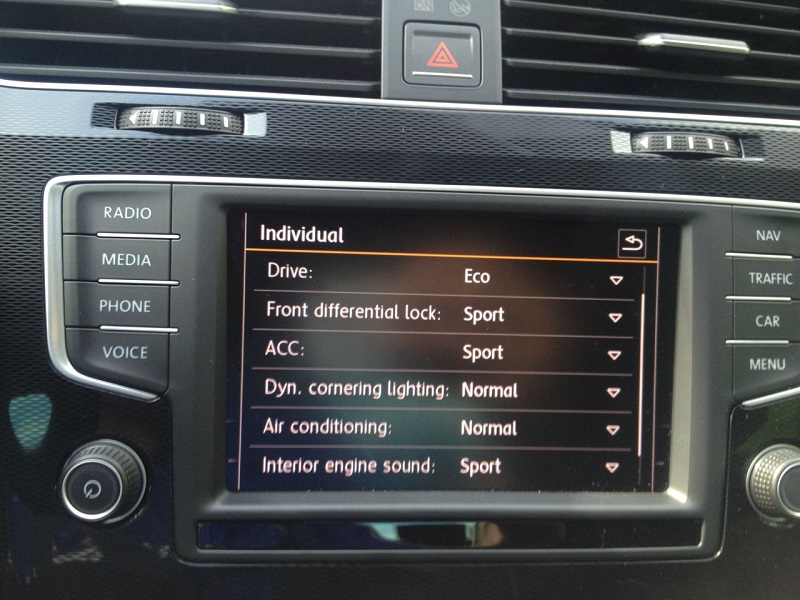 ON
RADIO
MEDIA
PHONE
VOICE
Individual
Drive: Eco
Front differential lock: Sport
ACC: Sport
Dyn. cornering lighting: Normal
Air conditioning: Normal
Interior engine sound: Sport
NAV
TRAFFIC
CAR
MENU